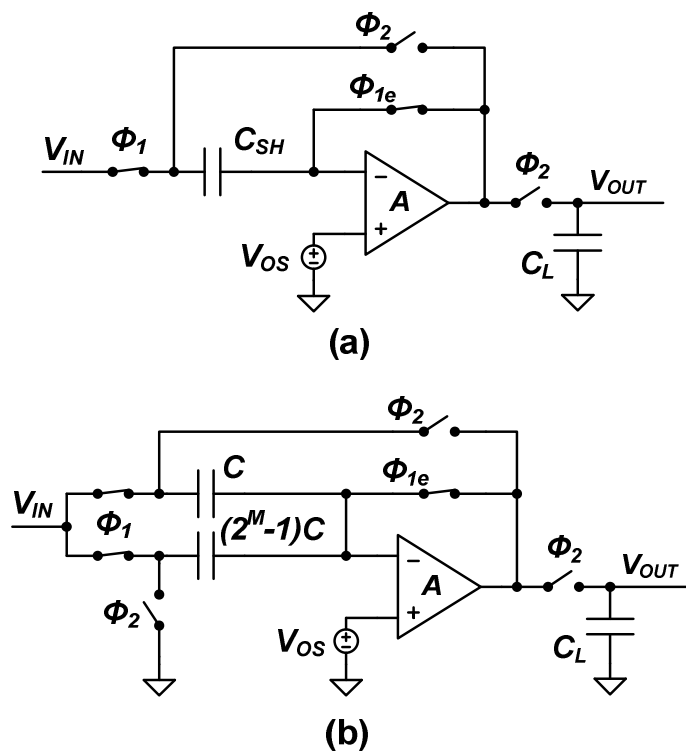 Φ2
Φ1e
VIN Φ1 CSH Φ2 VOUT
− A +
VOS + −
CL
(a)
Φ2
C Φ1e
VIN Φ1 (2^M-1)C Φ2 VOUT
− A +
Φ2 VOS + −
CL
(b)